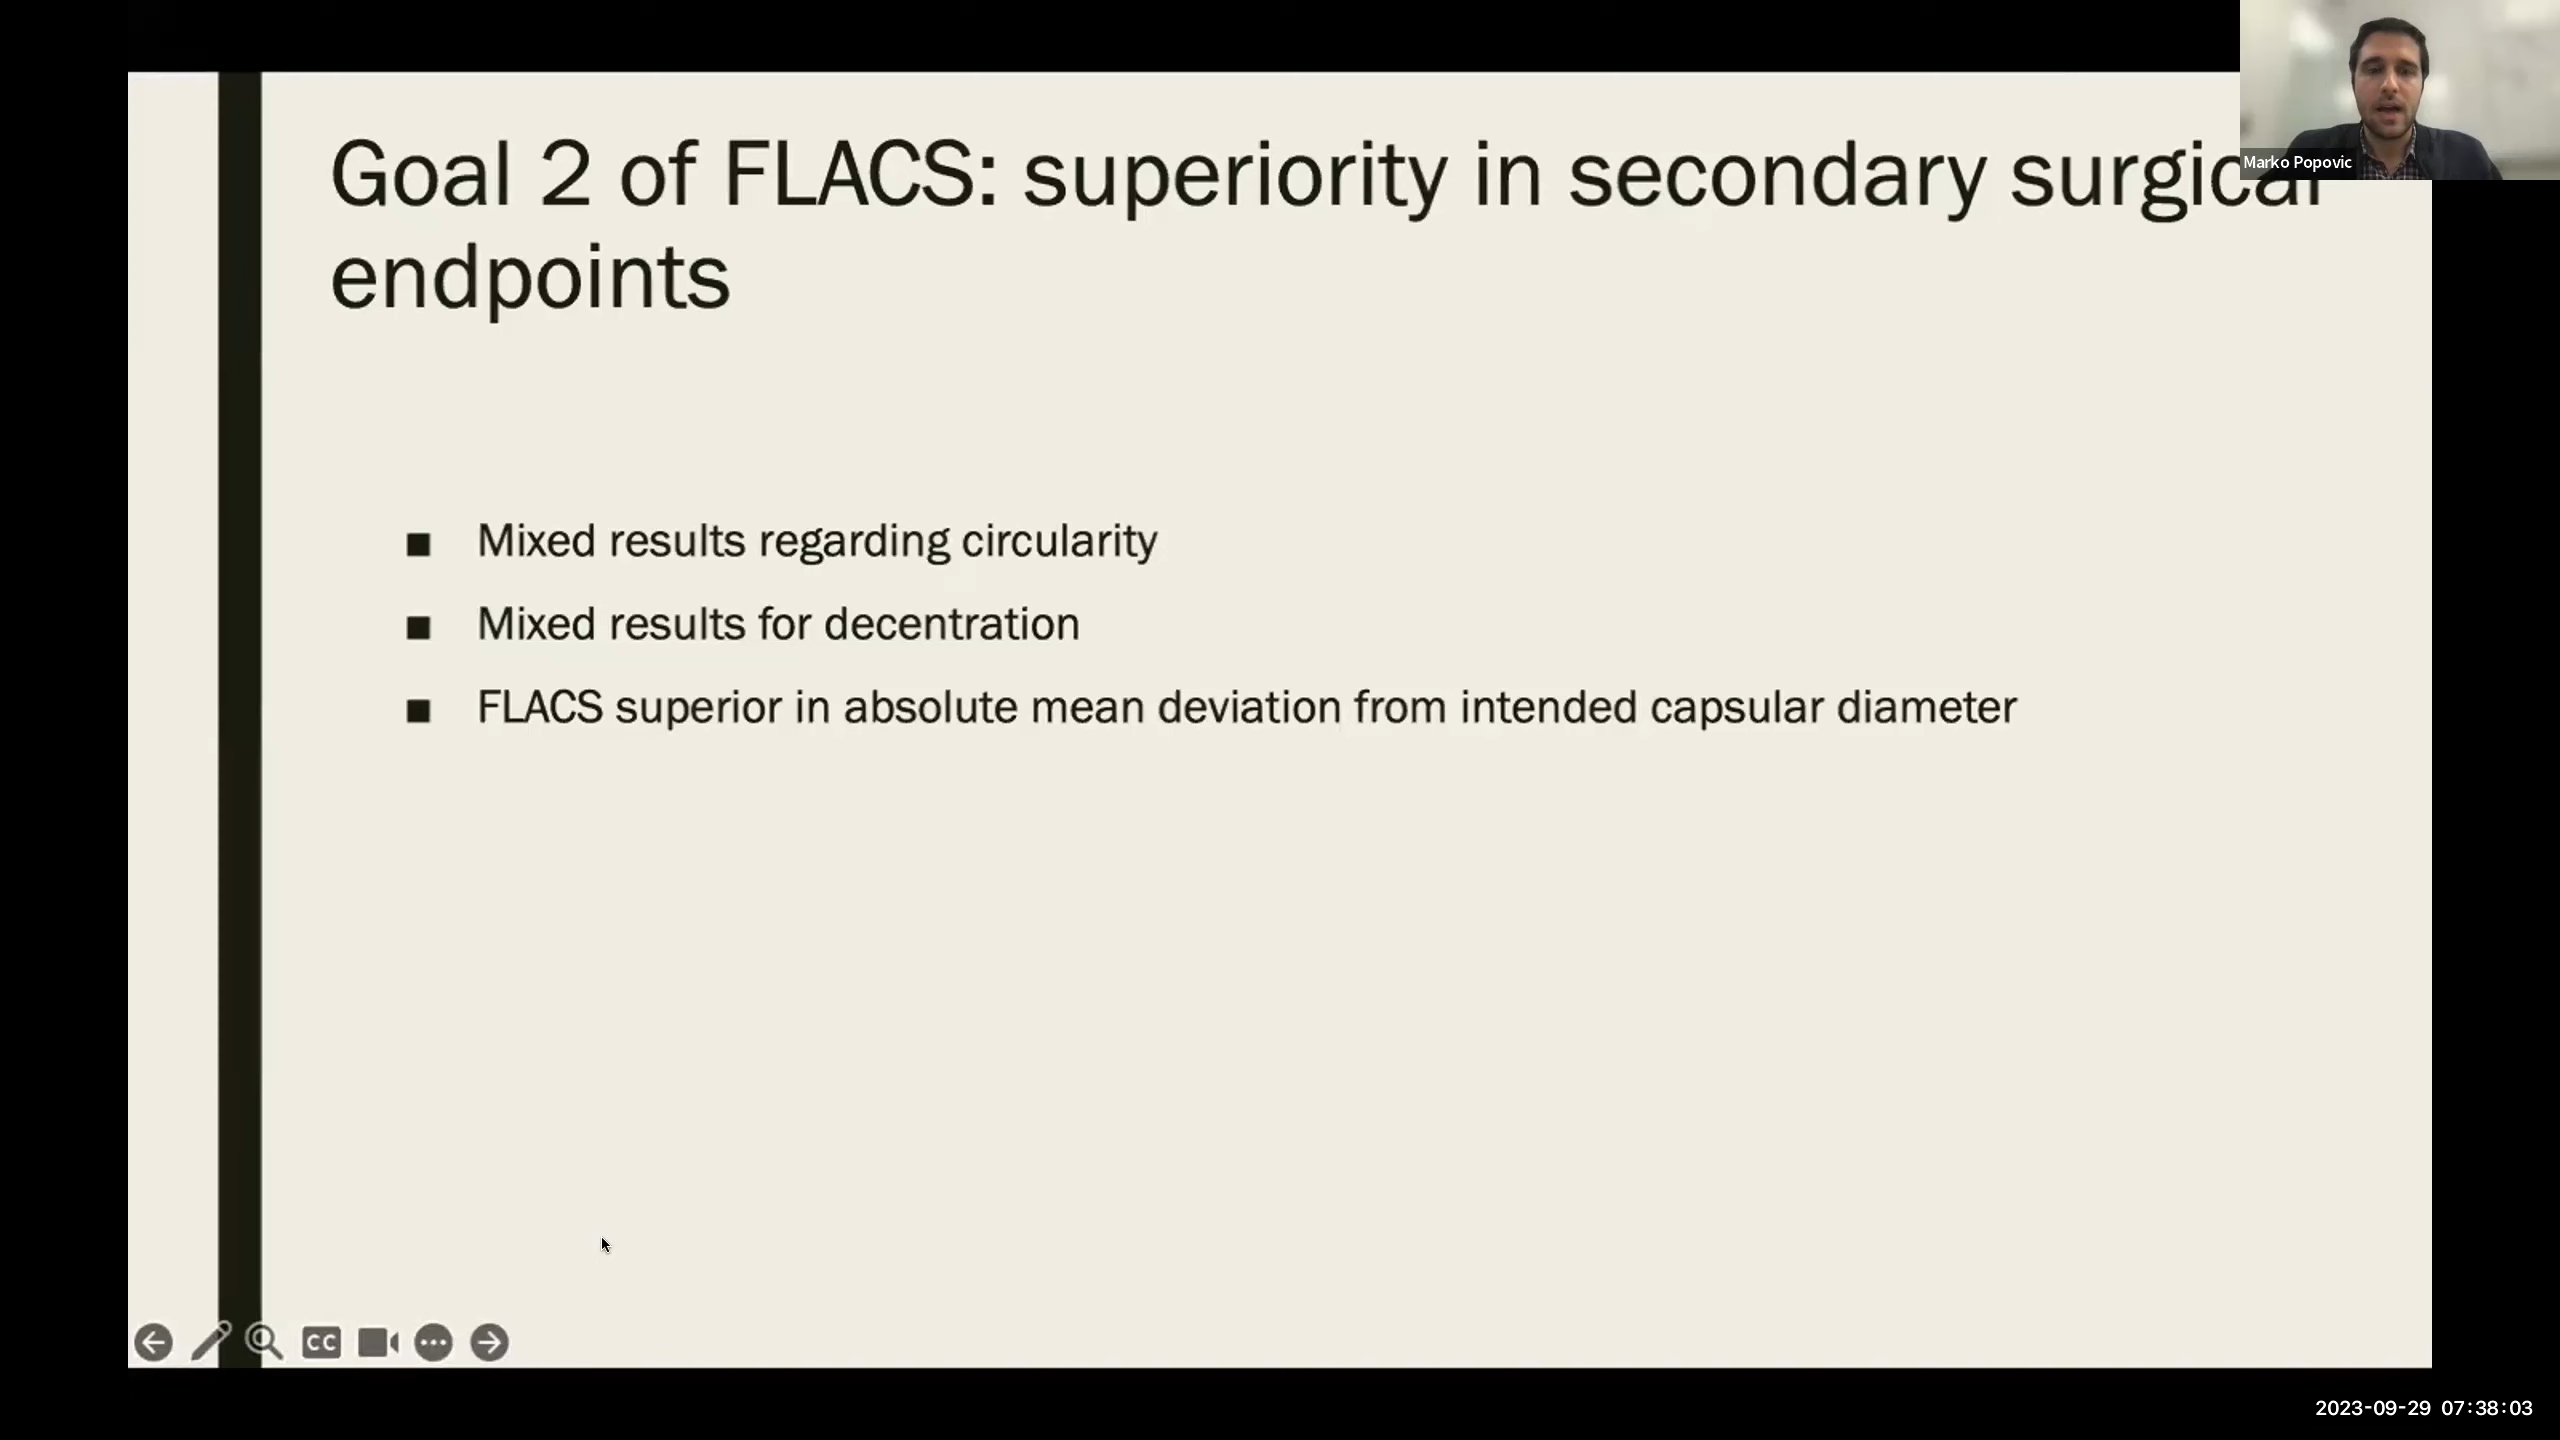 Goal 2 of FLACS: superiority in secondary surgical
endpoints
Marko Popovic
■ Mixed results regarding circularity
■ Mixed results for decentration
■ FLACS superior in absolute mean deviation from intended capsular diameter
CC
2023-09-29 07:38:03